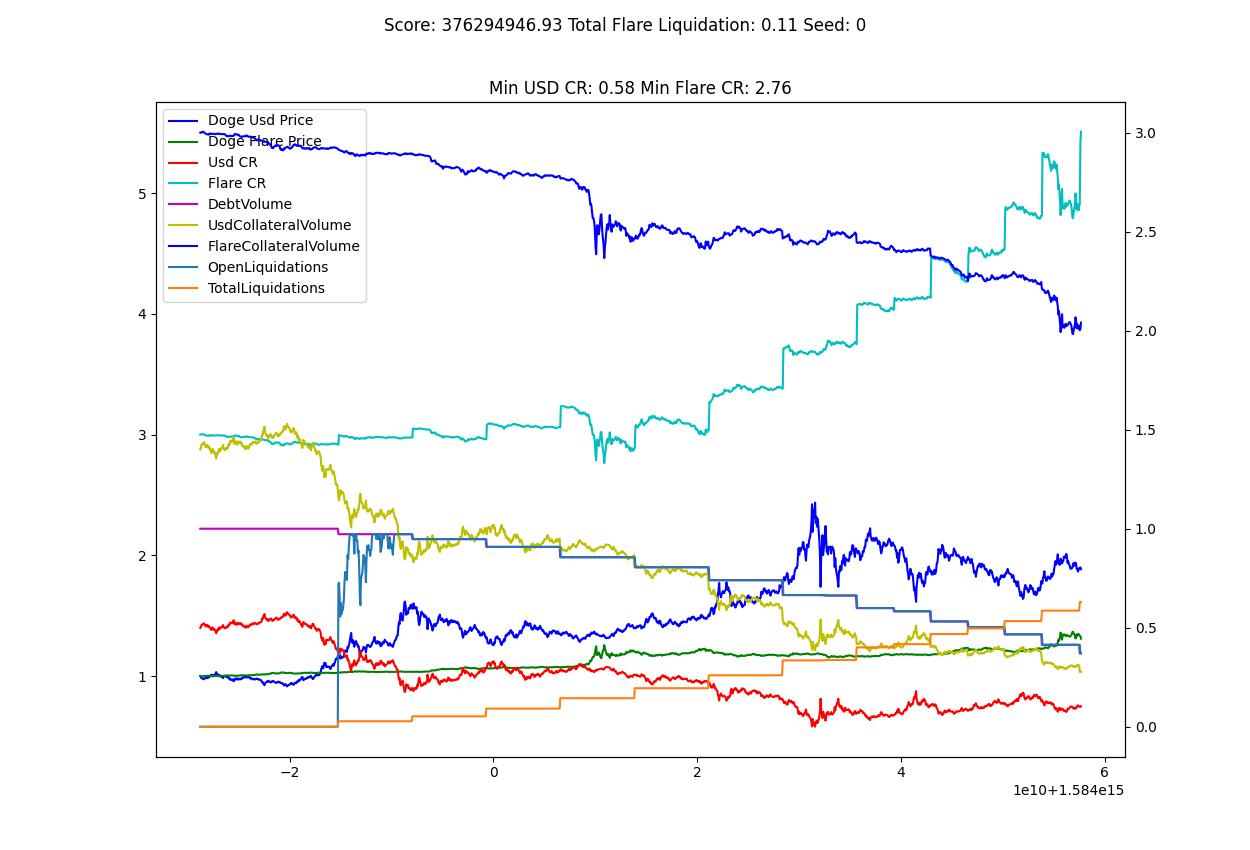 Score: 376294946.93 Total Flare Liquidation: 0.11 Seed: 0
Min USD CR: 0.58 Min Flare CR: 2.76
Doge Usd Price
Doge Flare Price
Usd CR
Flare CR
DebtVolume
UsdCollateralVolume
FlareCollateralVolume
OpenLiquidations
TotalLiquidations
5
4
3
2
1
3.0
2.5
2.0
1.5
1.0
0.5
0.0
−2
0
2
4
6
1e10+1.584e15